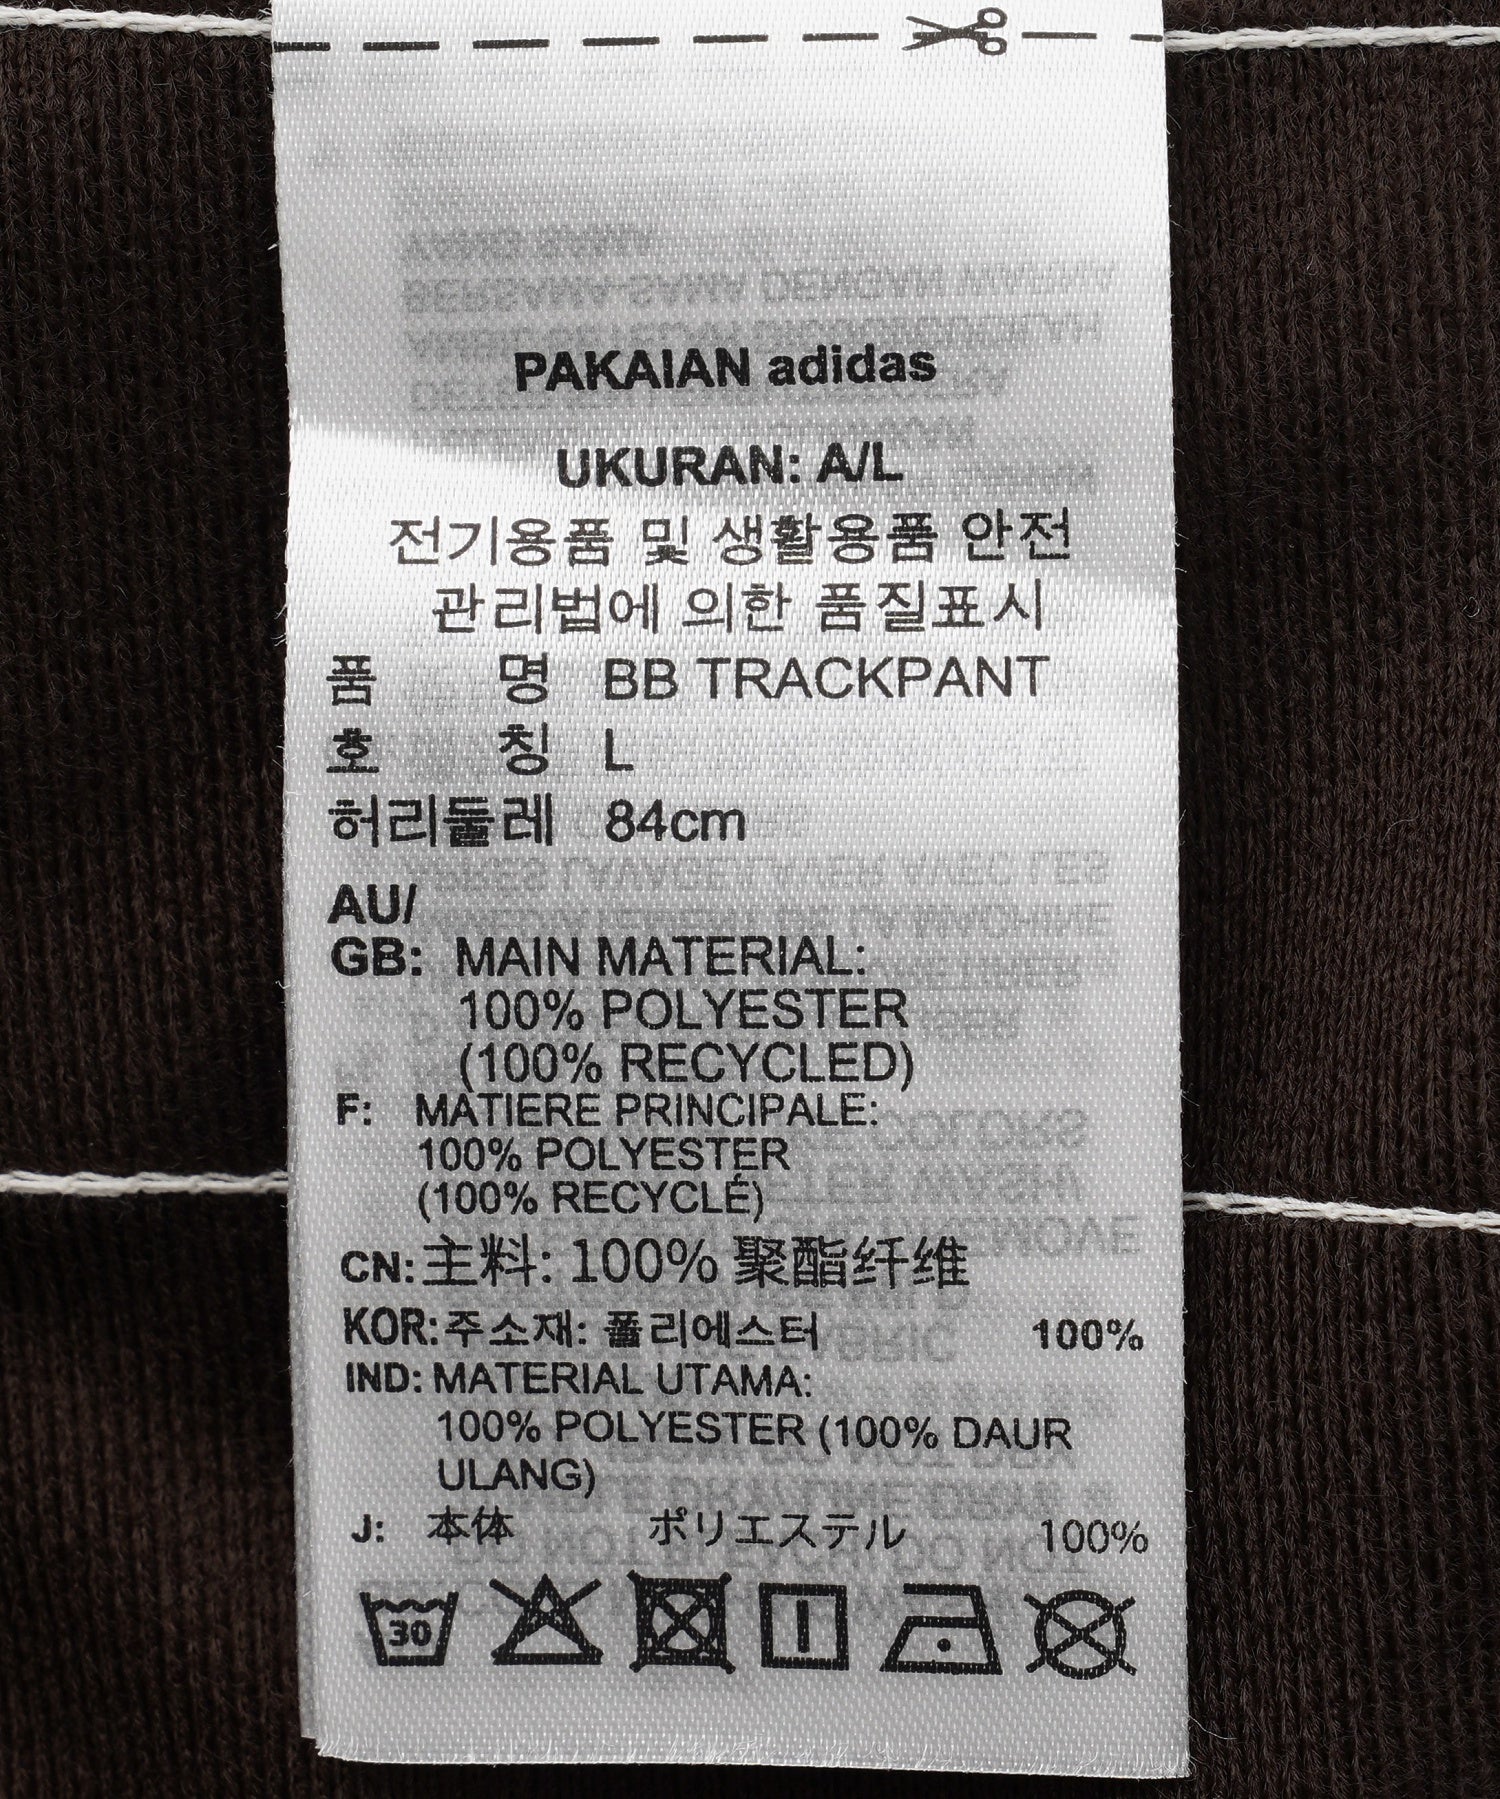 PAKAIAN adidas
UKURAN: A/L
전기용품 및 생활용품 안전
관리법에 의한 품질표시
품 명 BB TRACKPANT
호 칭 L
허리둘레 84cm
AU/
GB: MAIN MATERIAL:
100% POLYESTER
(100% RECYCLED)
F: MATIERE PRINCIPALE:
100% POLYESTER
(100% RECYCLÉ)
CN: 主料: 100% 聚酯纤维
KOR: 주소재: 폴리에스터 100%
IND: MATERIAL UTAMA:
100% POLYESTER (100% DAUR
ULANG)
J: 本体 ポリエステル 100%
30